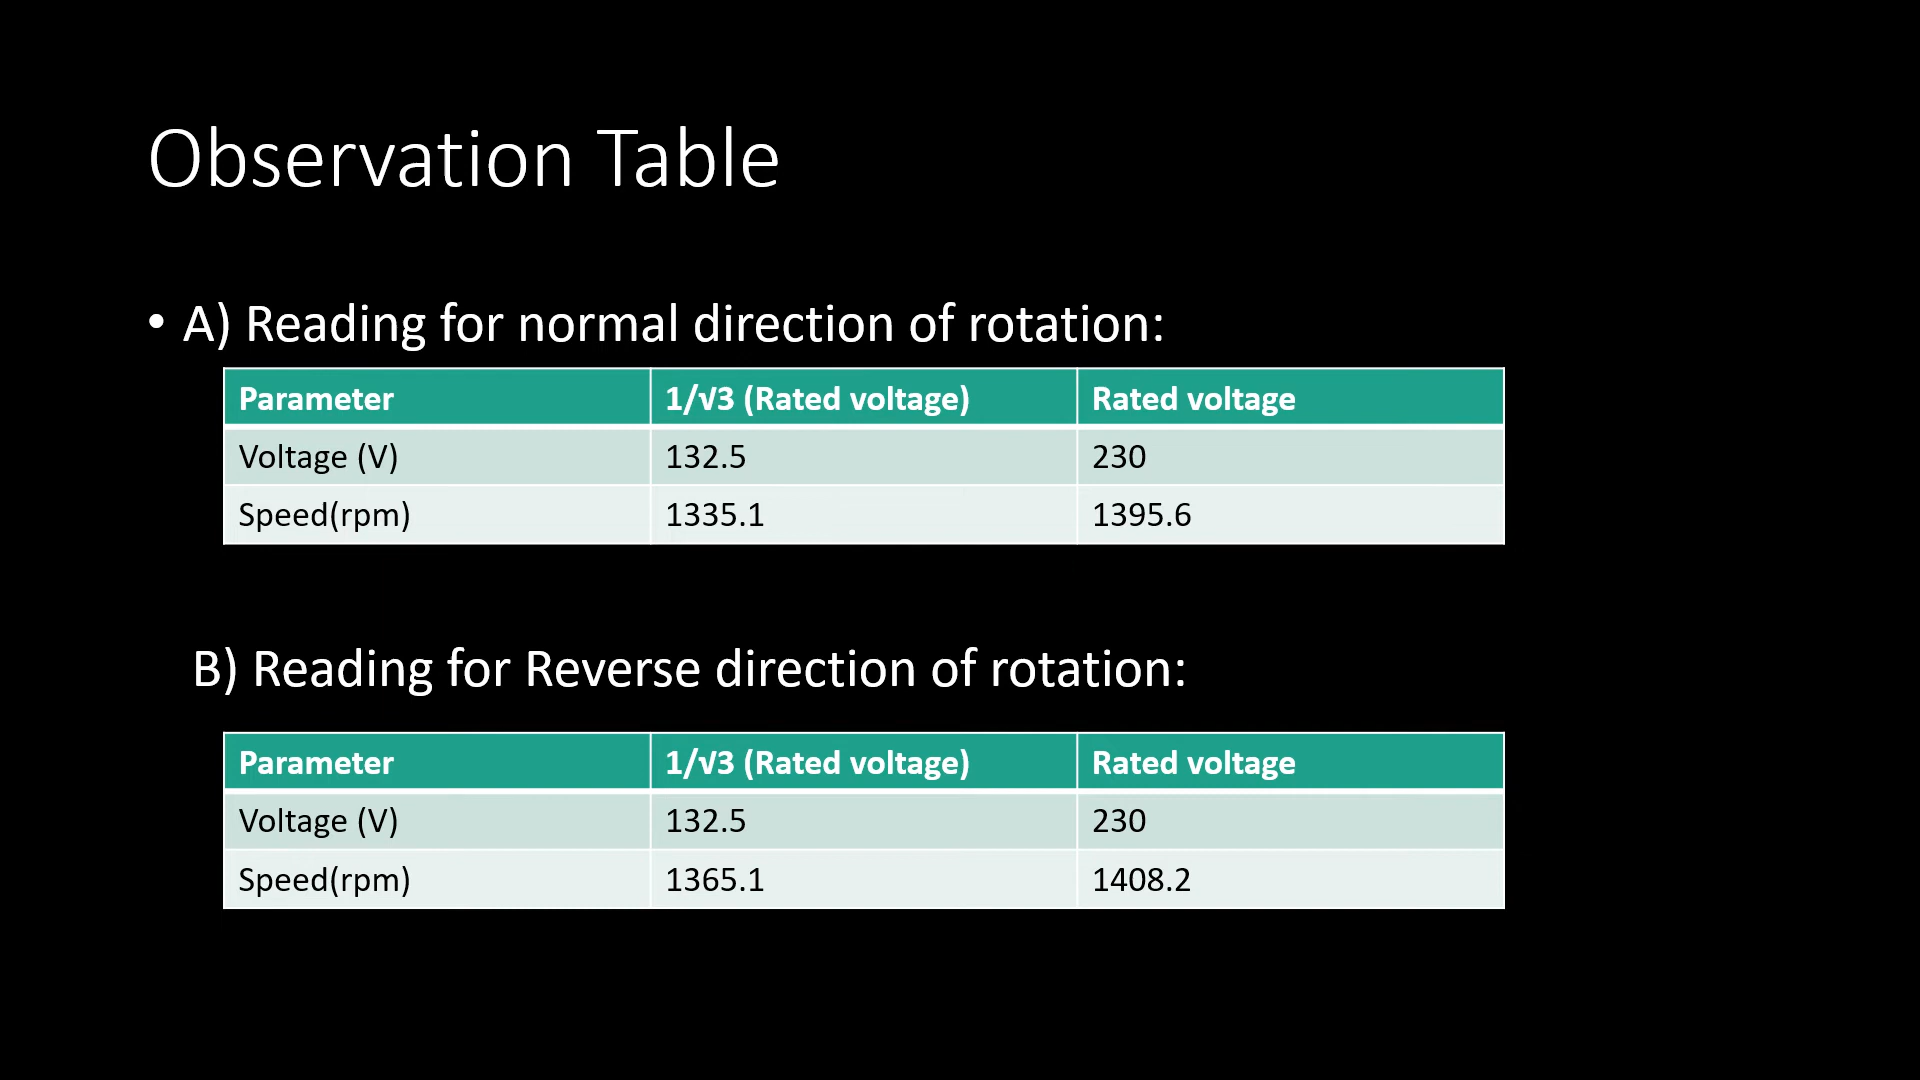 Observation Table
• A) Reading for normal direction of rotation:
Parameter 1/√3 (Rated voltage) Rated voltage
Voltage (V) 132.5 230
Speed(rpm) 1335.1 1395.6
B) Reading for Reverse direction of rotation:
Parameter 1/√3 (Rated voltage) Rated voltage
Voltage (V) 132.5 230
Speed(rpm) 1365.1 1408.2